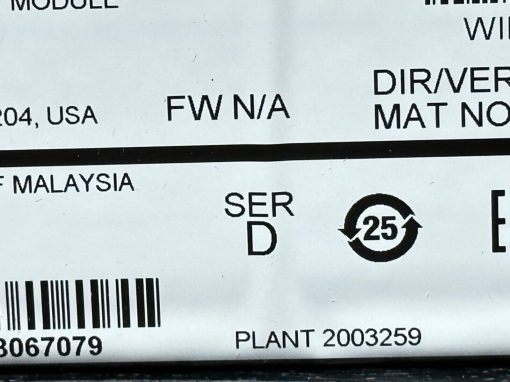 MODULE
WI
DIR/VER
204, USA
FW N/A
MAT NO
F MALAYSIA
SER
D
25
E
3067079
PLANT 2003259